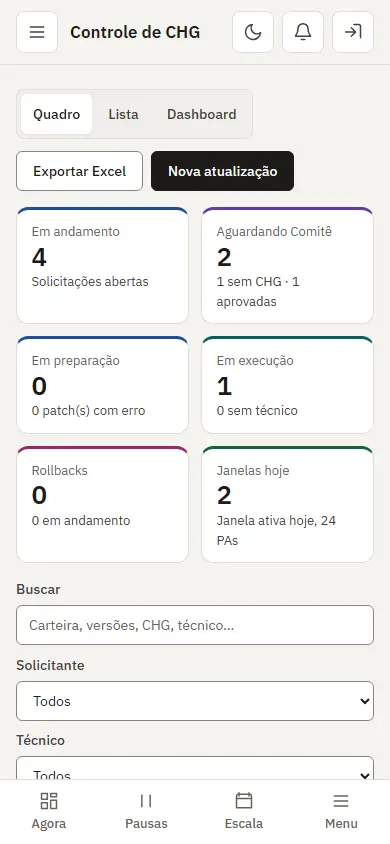 Controle de CHG
Quadro
Lista
Dashboard
Exportar Excel
Nova atualização
Em andamento
4
Solicitações abertas
Aguardando Comitê
2
1 sem CHG · 1
aprovadas
Em preparação
0
0 patch(s) com erro
Em execução
1
0 sem técnico
Rollbacks
0
0 em andamento
Janelas hoje
2
Janela ativa hoje, 24
PAs
Buscar
Carteira, versões, CHG, técnico...
Solicitante
Todos
Técnico
Todos
Agora
Pausas
Escala
Menu